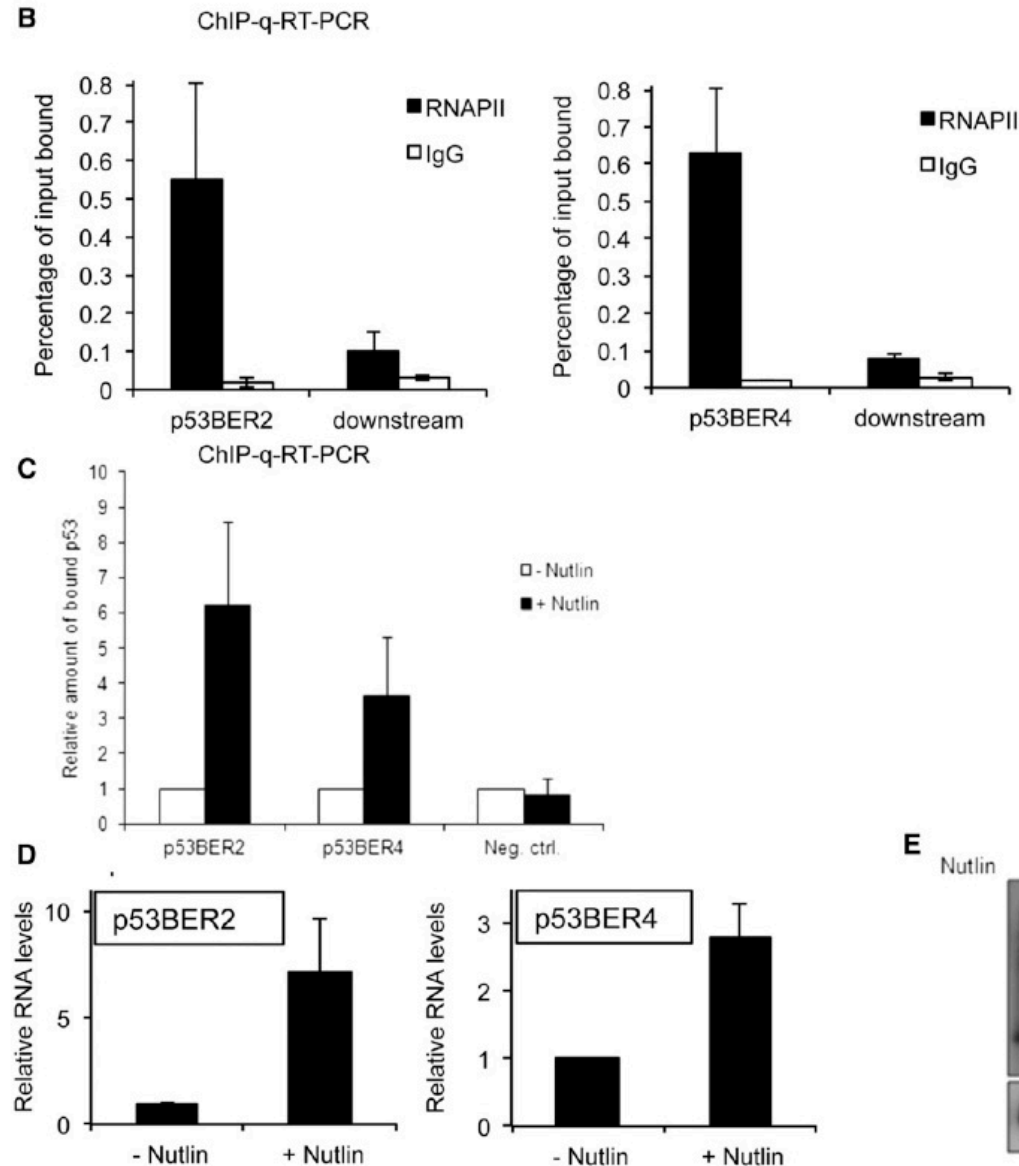 B
ChIP-q-RT-PCR
Percentage of input bound
0.8
0.7
0.6
0.5
0.4
0.3
0.2
0.1
0
RNAPII
IgG
p53BER2
downstream
Percentage of input bound
0.8
0.7
0.6
0.5
0.4
0.3
0.2
0.1
0
RNAPII
IgG
p53BER4
downstream
C
ChIP-q-RT-PCR
Relative amount of bound p53
10
9
8
7
6
5
4
3
2
1
0
- Nutlin
+ Nutlin
p53BER2
p53BER4
Neg. ctrl.
D
Relative RNA levels
10
5
0
p53BER2
- Nutlin
+ Nutlin
Relative RNA levels
3
2
1
0
p53BER4
- Nutlin
+ Nutlin
E
Nutlin